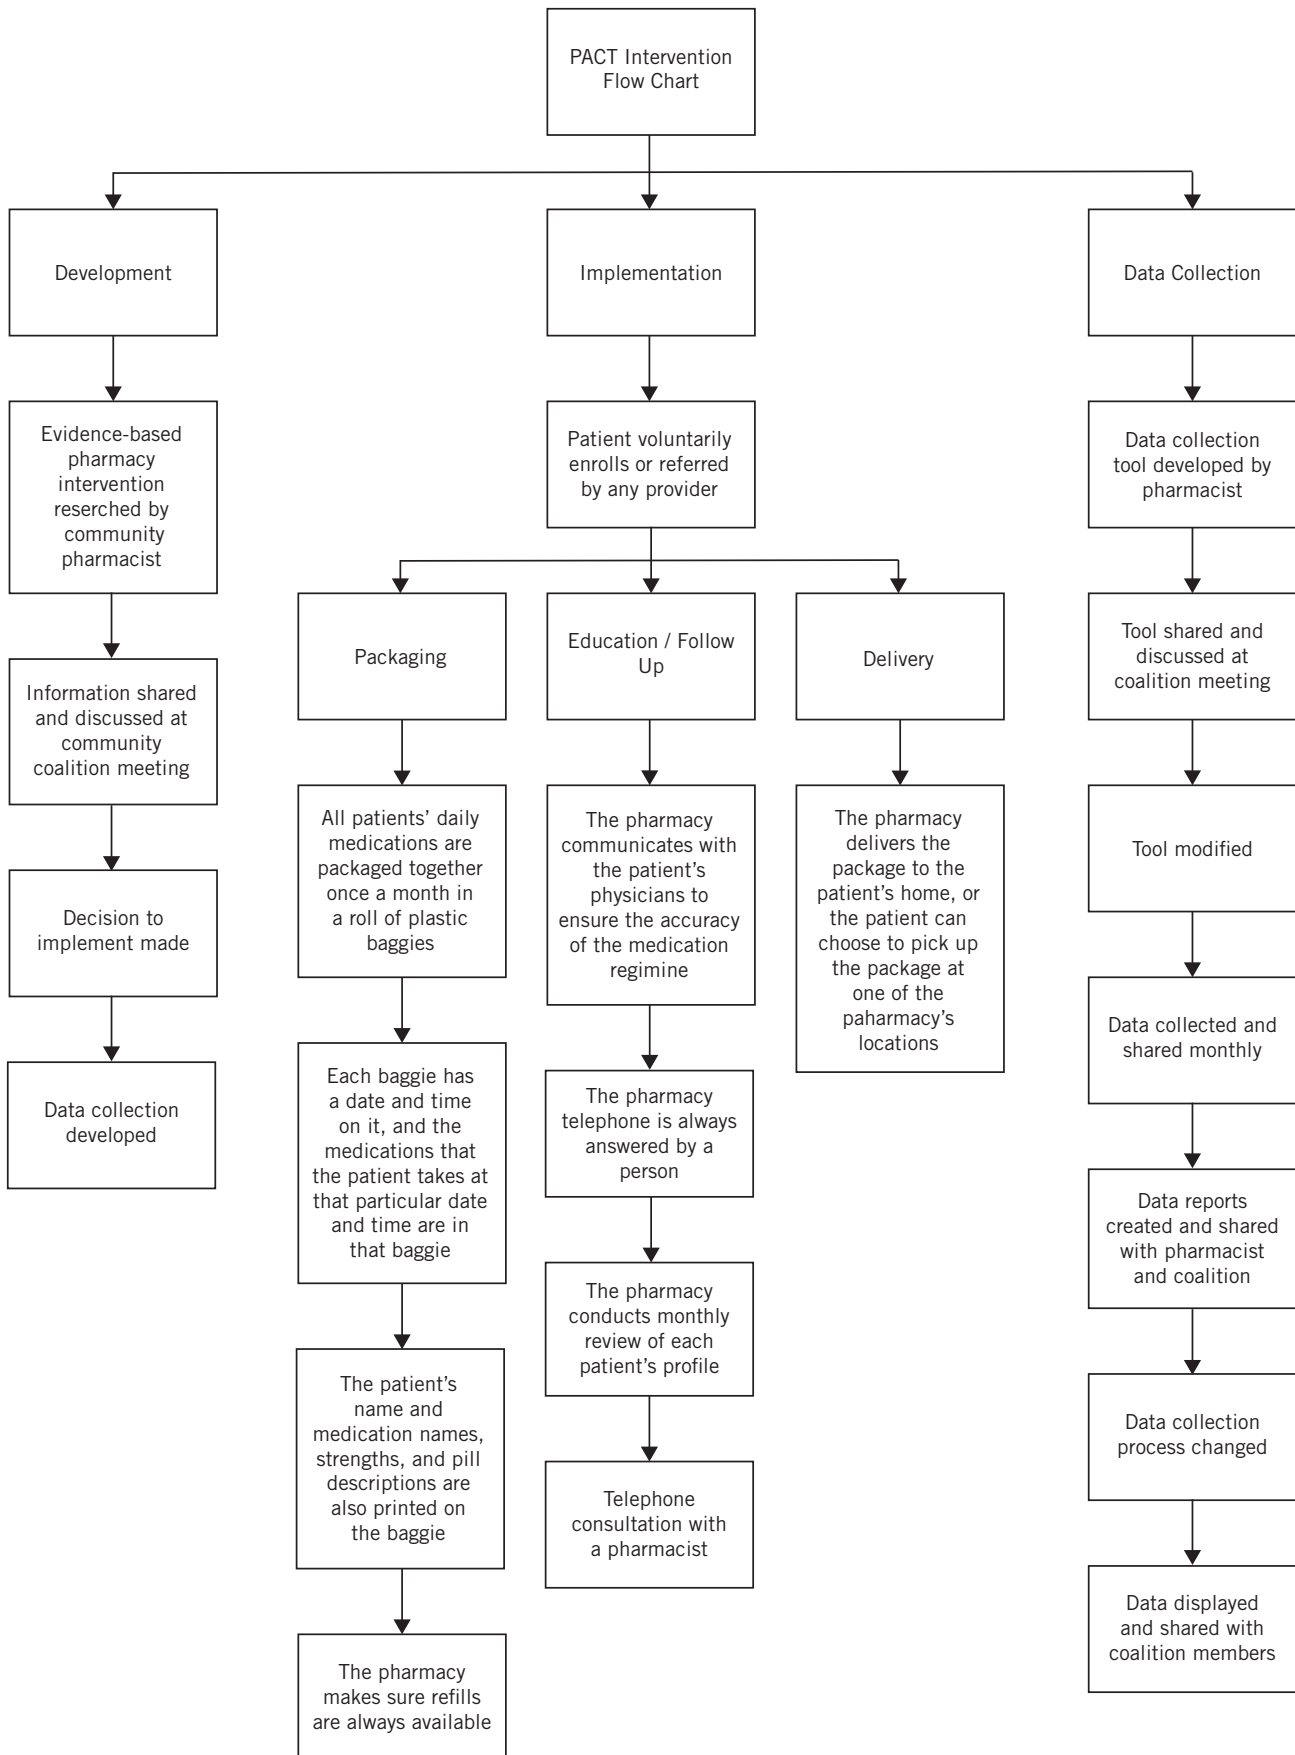 PACT Intervention
Flow Chart
Development
Implementation
Data Collection
Evidence-based
pharmacy
intervention
reserched by
community
pharmacist
Information shared
and discussed at
community
coalition meeting
Decision to
implement made
Data collection
developed
Patient voluntarily
enrolls or referred
by any provider
Packaging
All patients’ daily
medications are
packaged together
once a month in
a roll of plastic
baggies
Each baggie has
a date and time
on it, and the
medications that
the patient takes at
that particular date
and time are in
that baggie
The patient’s
name and
medication names,
strengths, and pill
descriptions are
also printed on
the baggie
The pharmacy
makes sure refills
are always available
Education / Follow
Up
The pharmacy
communicates with
the patient’s
physicians to
ensure the accuracy
of the medication
regimine
The pharmacy
telephone is always
answered by a
person
The pharmacy
conducts monthly
review of each
patient’s profile
Telephone
consultation with
a pharmacist
Delivery
The pharmacy
delivers the
package to the
patient’s home, or
the patient can
choose to pick up
the package at
one of the
paharmacy’s
locations
Data collection
tool developed by
pharmacist
Tool shared and
discussed at
coalition meeting
Tool modified
Data collected and
shared monthly
Data reports
created and shared
with pharmacist
and coalition
Data collection
process changed
Data displayed
and shared with
coalition members